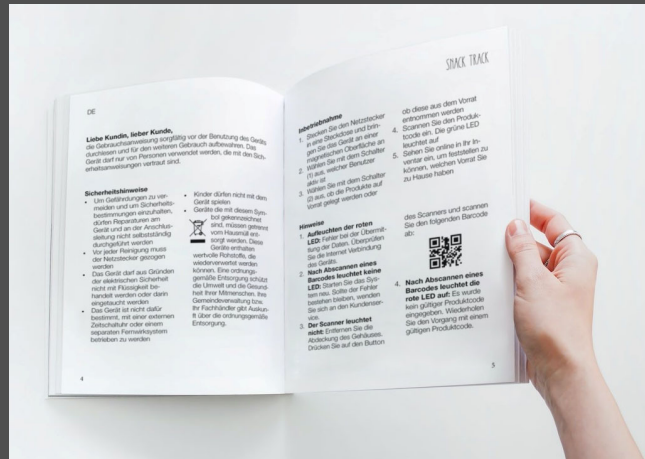 DE
Liebe Kundin, lieber Kunde,
die Gebrauchsanweisung sorgfältig vor der Benutzung des Geräts
durchlesen und für den weiteren Gebrauch aufbewahren. Das
Gerät darf nur von Personen verwendet werden, die mit den Sich-
erheitsanweisungen vertraut sind.
Sicherheitshinweise
• Um Gefährdungen zu ver-
meiden und um Sicherheits-
bestimmungen einzuhalten,
dürfen Reparaturen am
Gerät und an der Anschlus-
sleitung nicht selbstständig
durchgeführt werden
• Vor jeder Reinigung muss
der Netzstecker gezogen
werden
• Das Gerät darf aus Gründen
der elektrischen Sicherheit
nicht mit Flüssigkeit be-
handelt werden oder darin
eingetaucht werden
• Das Gerät ist nicht dafür
bestimmt, mit einer externen
Zeitschaltuhr oder einem
separaten Fernwirksystem
betrieben zu werden
• Kinder dürfen nicht mit dem
Gerät spielen
• Geräte die mit diesem Sym-
bol gekennzeichnet
sind, müssen getrennt
vom Hausmüll ent-
sorgt werden. Diese
Geräte enthalten
wertvolle Rohstoffe, die
wiederverwertet werden
können. Eine ordnungs-
gemäße Entsorgung schützt
die Umwelt und die Gesund-
heit Ihrer Mitmenschen. Ihre
Gemeindeverwaltung bzw.
Ihr Fachhändler gibt Auskun-
ft über die ordnungsgemäße
Entsorgung.
4
SNACK TRACK
Inbetriebnahme
1. Stecken Sie den Netzstecker
in eine Steckdose und brin-
gen Sie das Gerät an einer
magnetischen Oberfläche an
2. Wählen Sie mit dem Schalter
(1) aus, welcher Benutzer
aktiv ist
3. Wählen Sie mit dem Schalter
(2) aus, ob die Produkte auf
Vorrat gelegt werden oder
ob diese aus dem Vorrat
entnommen werden
4. Scannen Sie den Produk-
tcode ein. Die grüne LED
leuchtet auf
5. Sehen Sie online in Ihr In-
ventar ein, um feststellen zu
können, welchen Vorrat Sie
zu Hause haben
Hinweise
1. Aufleuchten der roten
LED: Fehler bei der Übermitt-
lung der Daten. Überprüfen
Sie die Internet Verbindung
des Geräts.
2. Nach Abscannen eines
Barcodes leuchtet keine
LED: Starten Sie das Sys-
tem neu. Sollte der Fehler
bestehen bleiben, wenden
Sie sich an den Kundenser-
vice.
3. Der Scanner leuchtet
nicht: Entfernen Sie die
Abdeckung des Gehäuses.
Drücken Sie auf den Button
des Scanners und scannen
Sie den folgenden Barcode
ab:
4. Nach Abscannen eines
Barcodes leuchtet die
rote LED auf: Es wurde
kein gültiger Produktcode
eingegeben. Wiederholen
Sie den Vorgang mit einem
gültigen Produktcode.
3